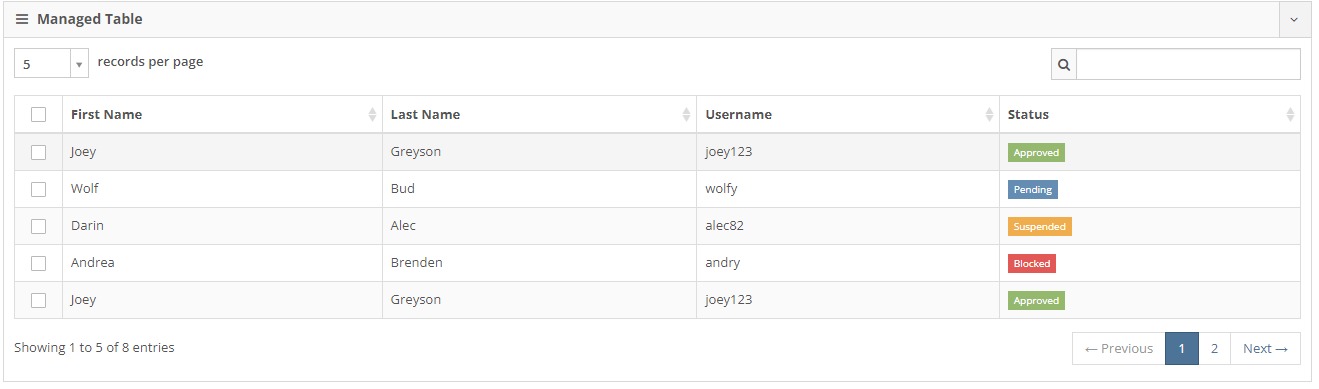 Managed Table
5 records per page
First Name Last Name Username Status
Joey Greyson joey123 Approved
Wolf Bud wolfy Pending
Darin Alec alec82 Suspended
Andrea Brenden andry Blocked
Joey Greyson joey123 Approved
Showing 1 to 5 of 8 entries ← Previous 1 2 Next →